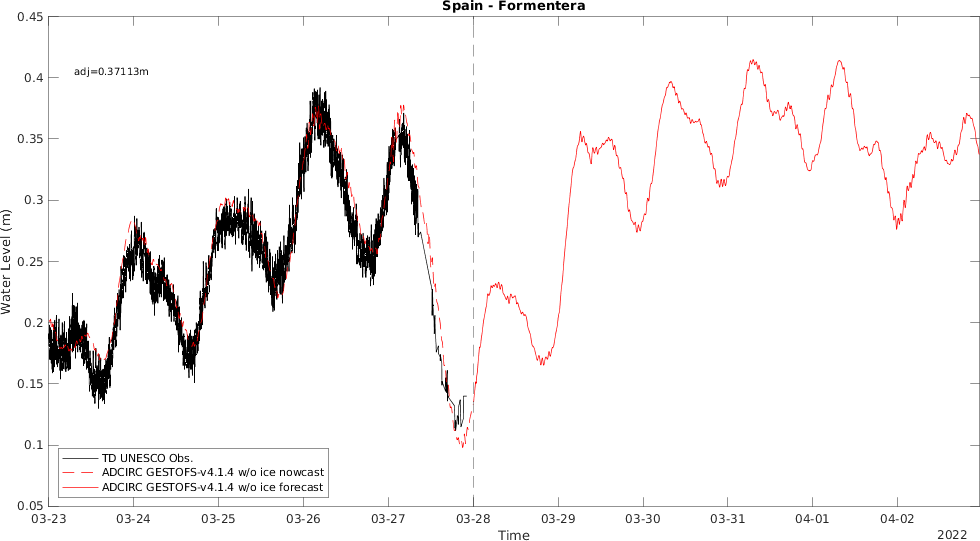 Spain - Formentera
0.45
adj=0.37113m
0.4
0.35
0.3
0.25
0.2
0.15
0.1
0.05
Water Level (m)
TD UNESCO Obs.
ADCIRC GESTOFS-v4.1.4 w/o ice nowcast
ADCIRC GESTOFS-v4.1.4 w/o ice forecast
03-23 03-24 03-25 03-26 03-27 03-28 03-29 03-30 03-31 04-01 04-02
Time
2022